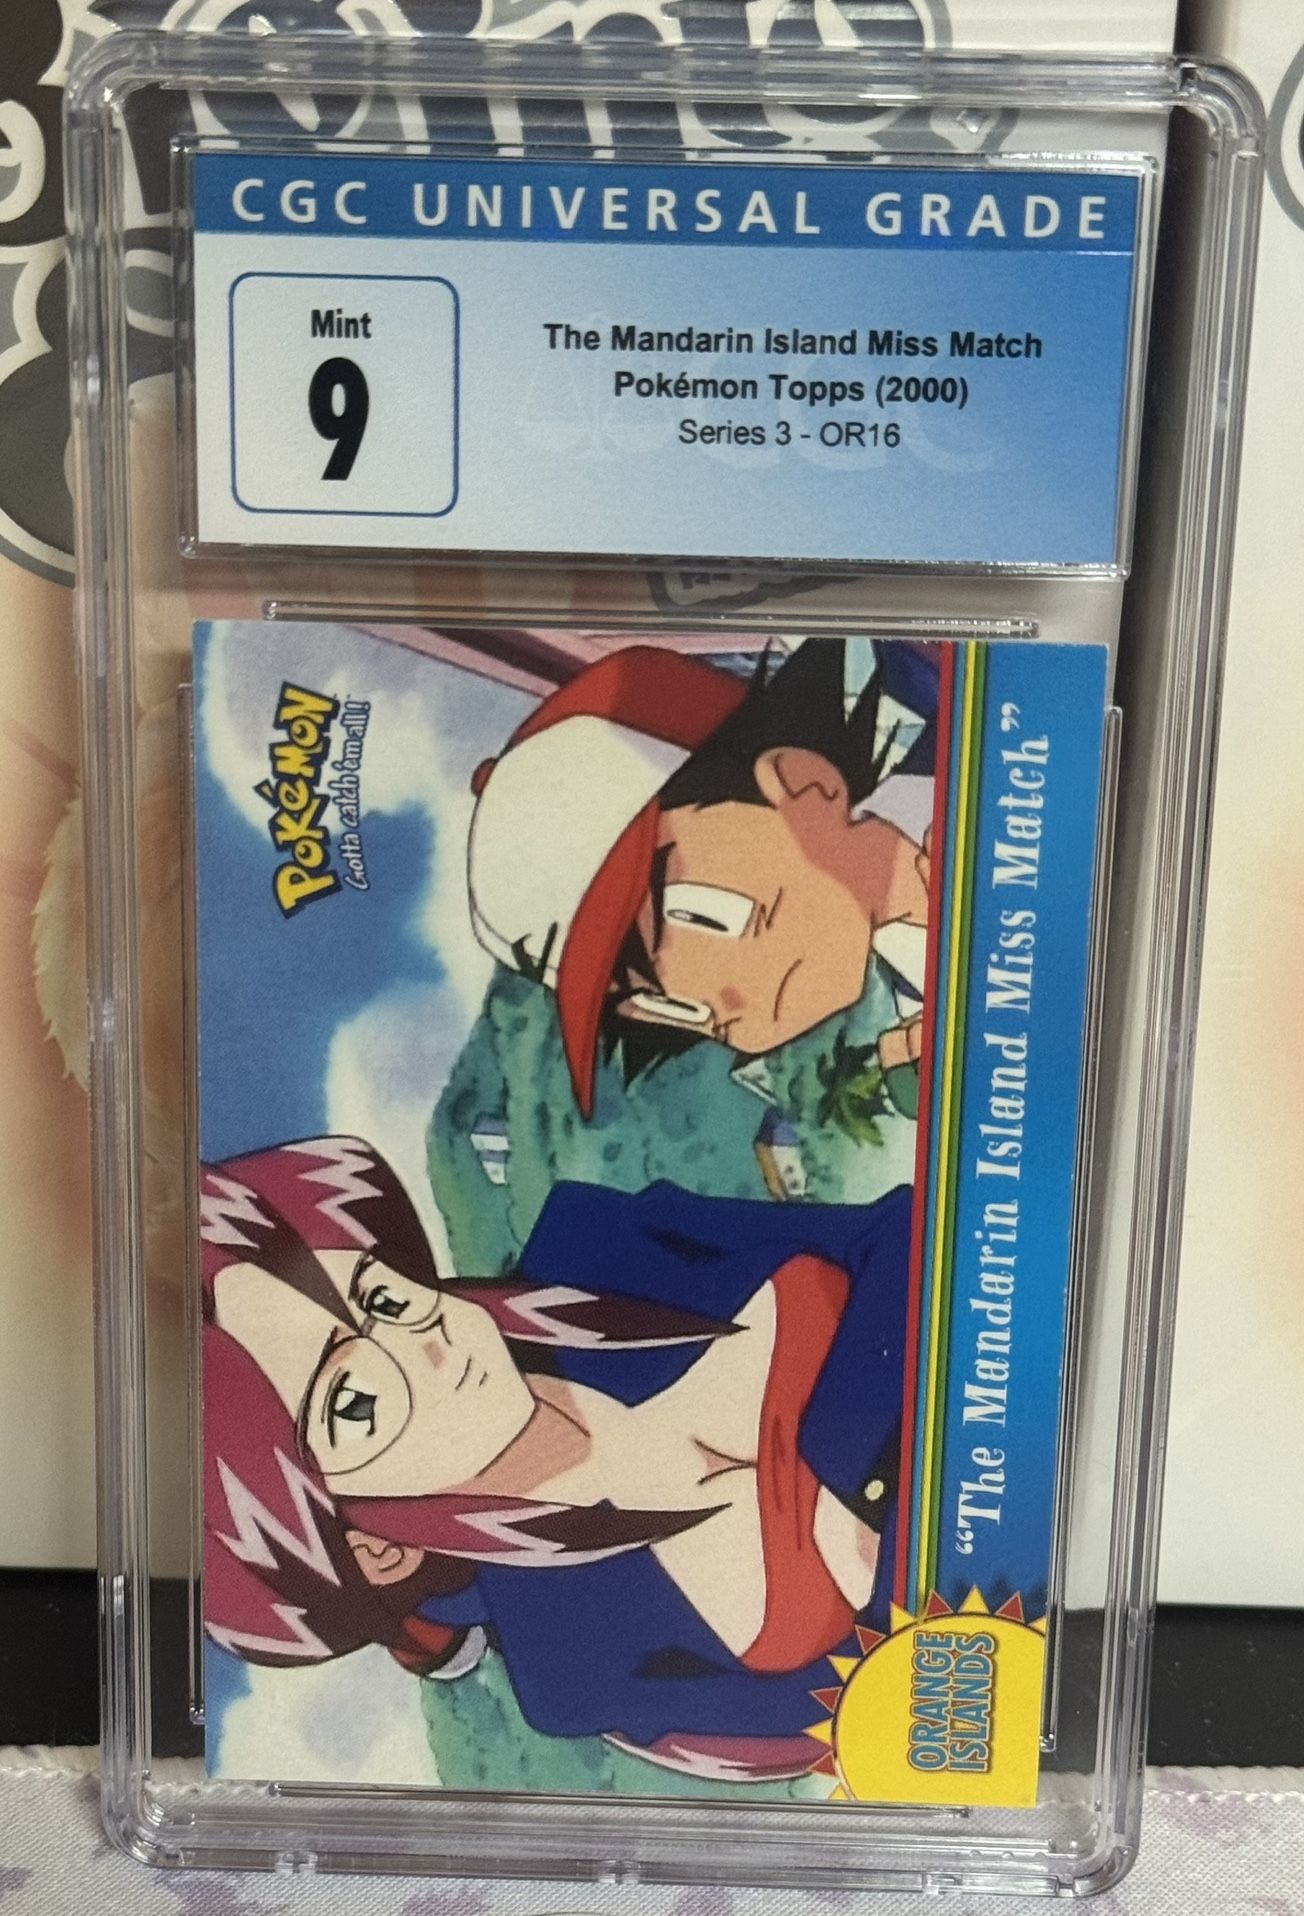 CGC UNIVERSAL GRADE
Mint
9
The Mandarin Island Miss Match
Pokémon Topps (2000)
Series 3 - OR16
POKéMON
Gotta catch 'em all!
"The Mandarin Island Miss Match"
ORANGE
ISLANDS